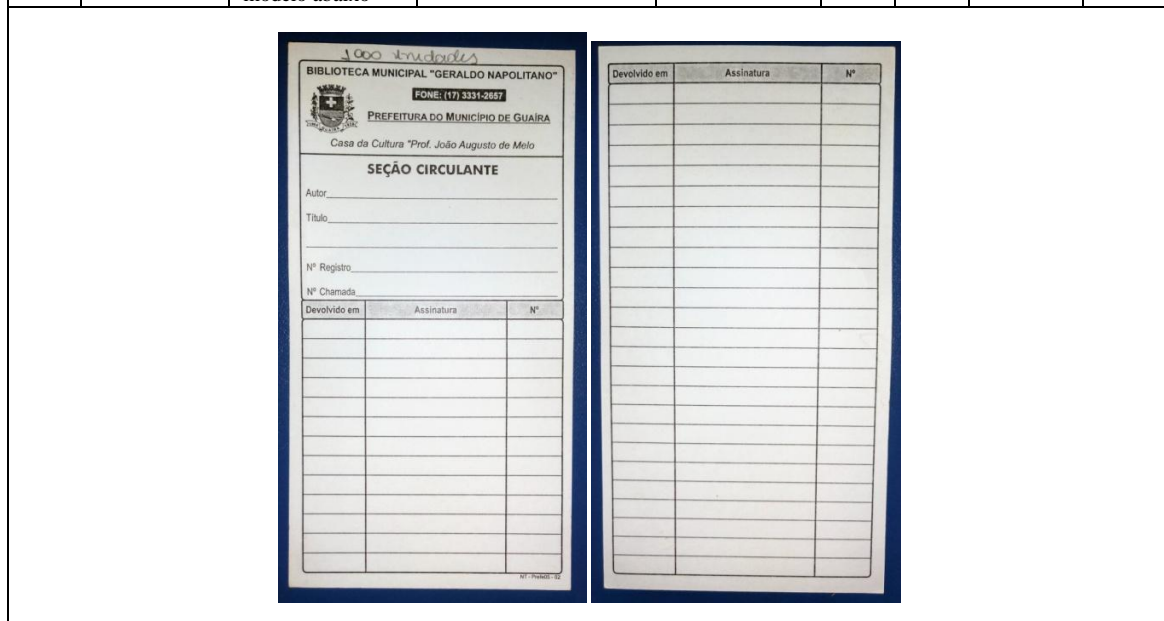 modelo abaixo
1000 unidades
BIBLIOTECA MUNICIPAL "GERALDO NAPOLITANO"
FONE: (17) 3331-2657
PREFEITURA DO MUNICÍPIO DE GUAÍRA
Casa da Cultura "Prof. João Augusto de Melo
SEÇÃO CIRCULANTE
Autor
Título
Nº Registro
Nº Chamada
Devolvido em Assinatura Nº
Devolvido em Assinatura Nº